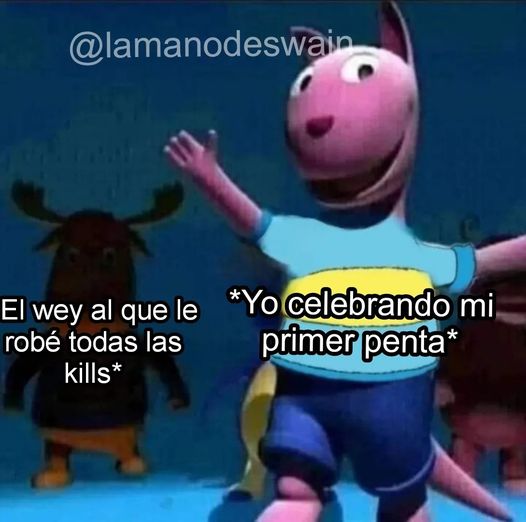 @lamanodeswain
El wey al que le
robé todas las
kills*
*Yo celebrando mi
primer penta*